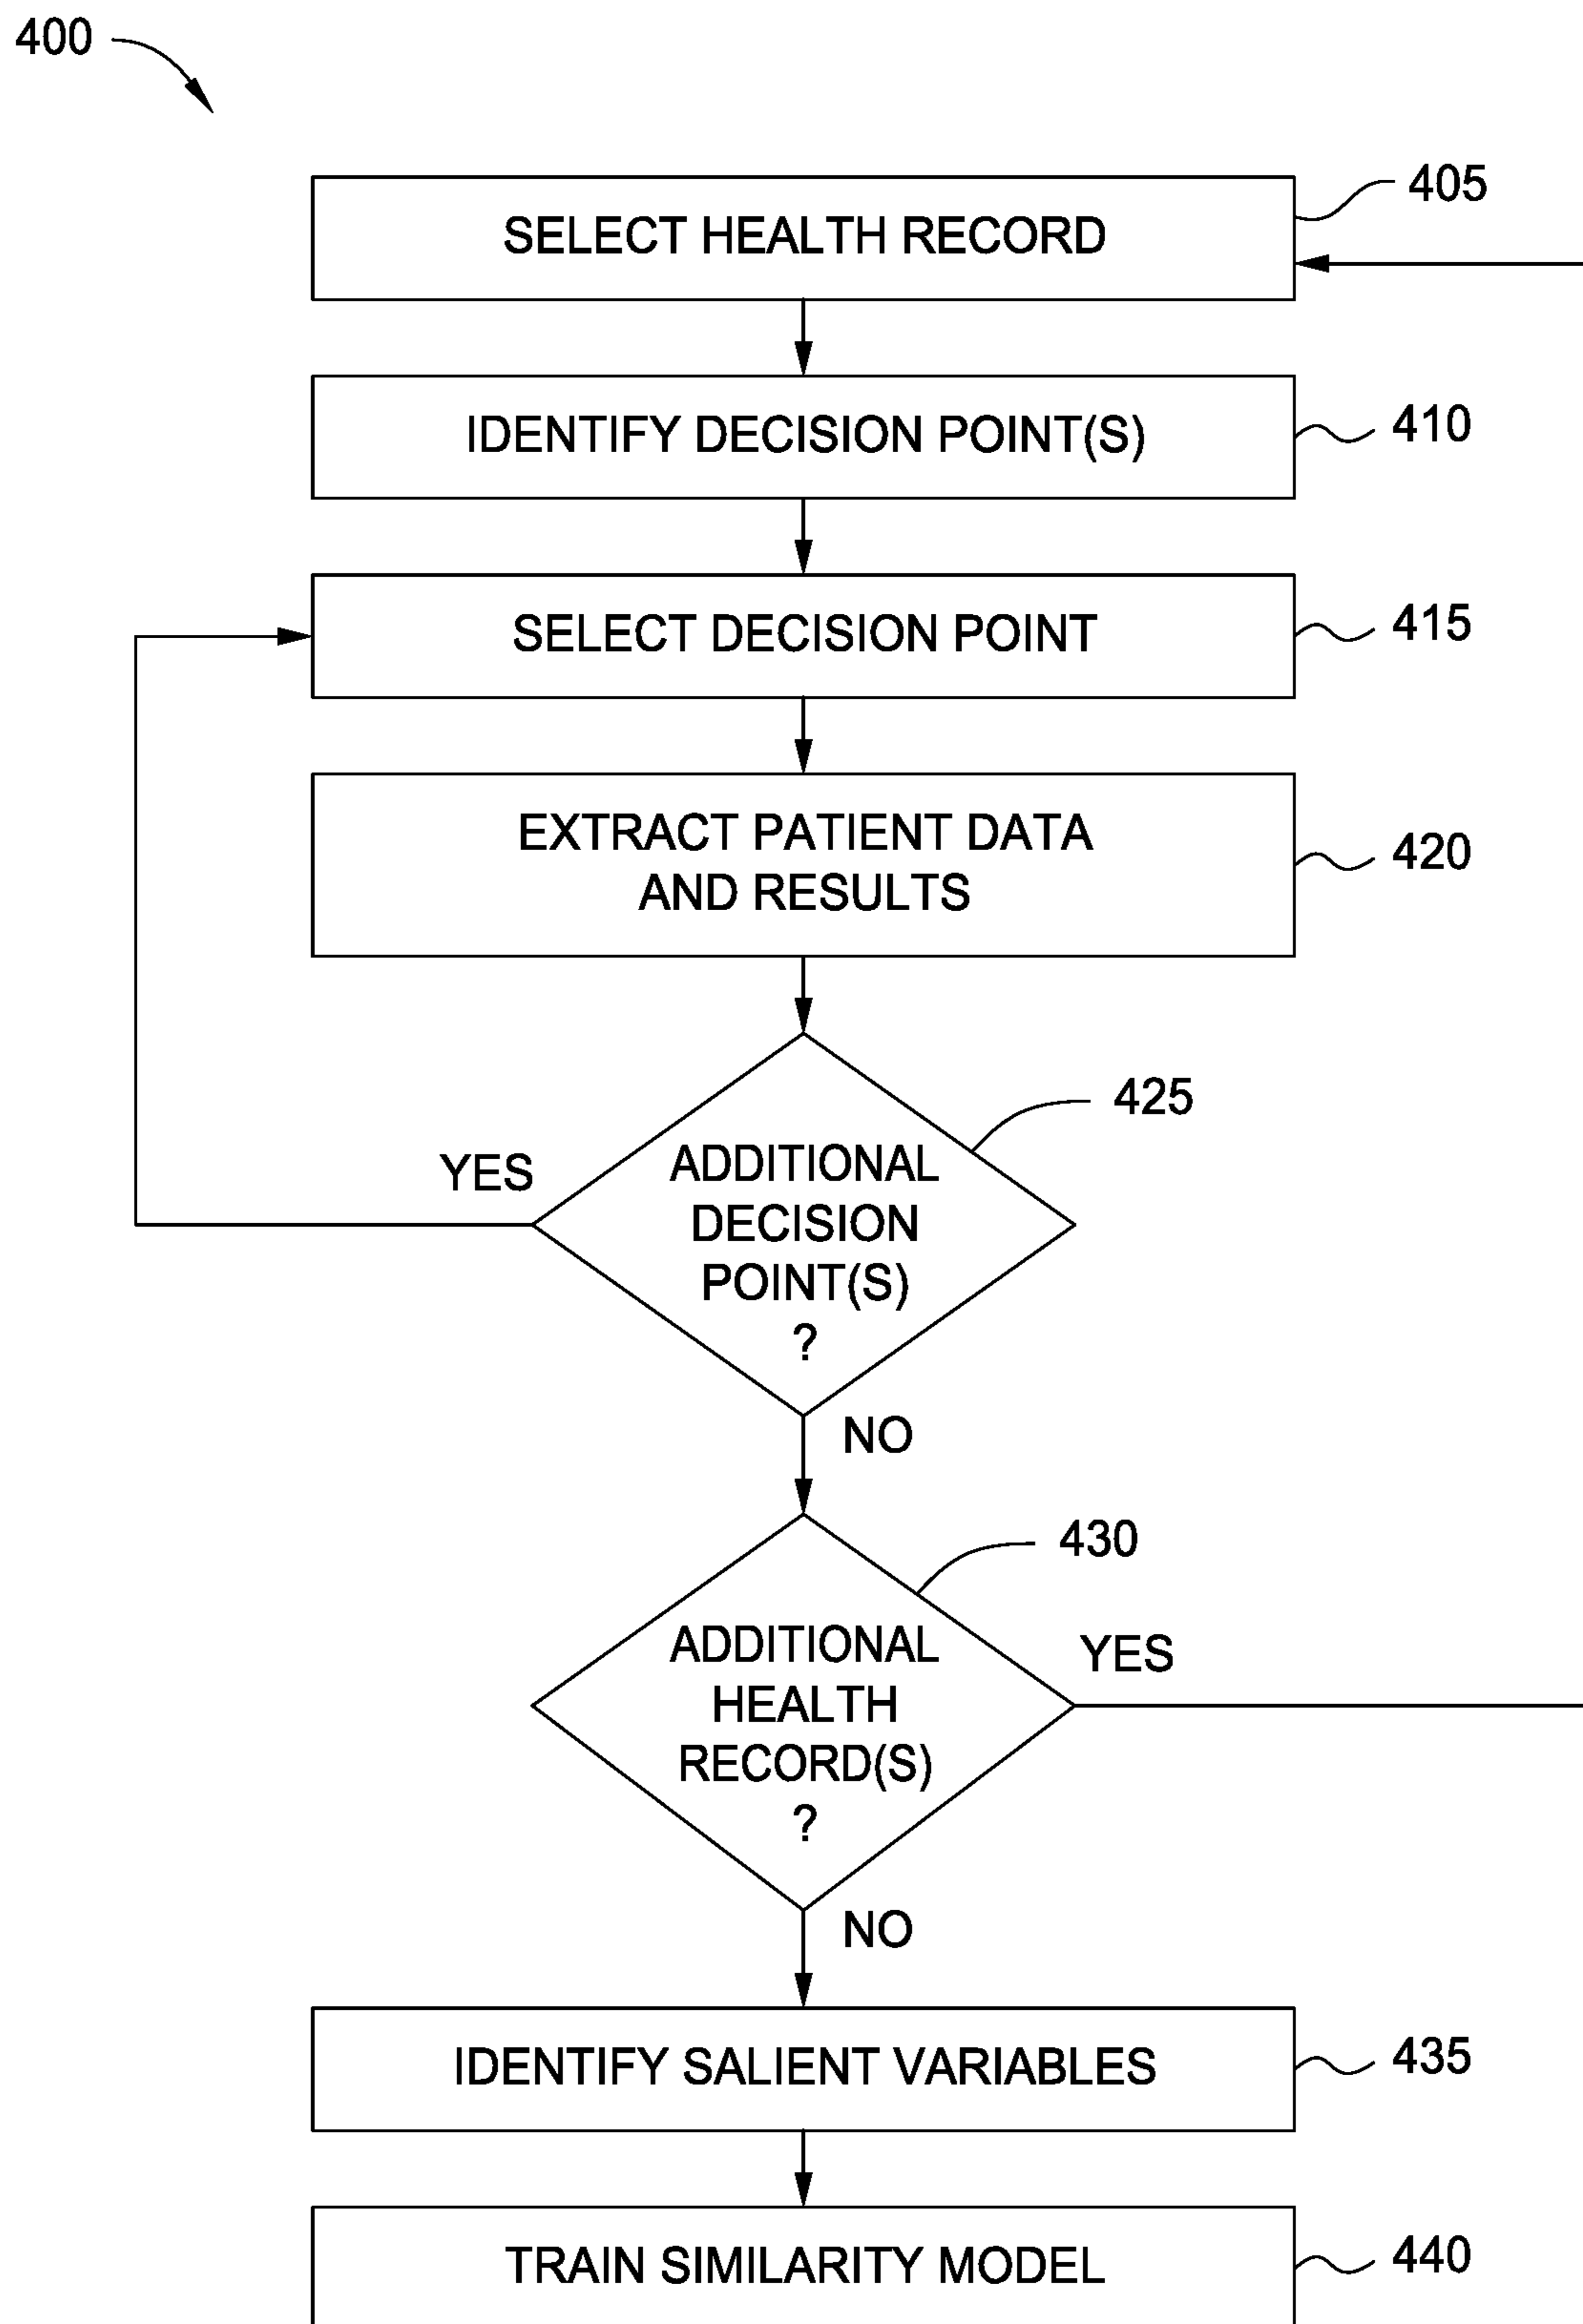 400
SELECT HEALTH RECORD
405
IDENTIFY DECISION POINT(S)
410
SELECT DECISION POINT
415
EXTRACT PATIENT DATA
AND RESULTS
420
425
YES
ADDITIONAL
DECISION
POINT(S)
?
NO
430
ADDITIONAL
HEALTH
RECORD(S)
?
YES
NO
IDENTIFY SALIENT VARIABLES
435
TRAIN SIMILARITY MODEL
440